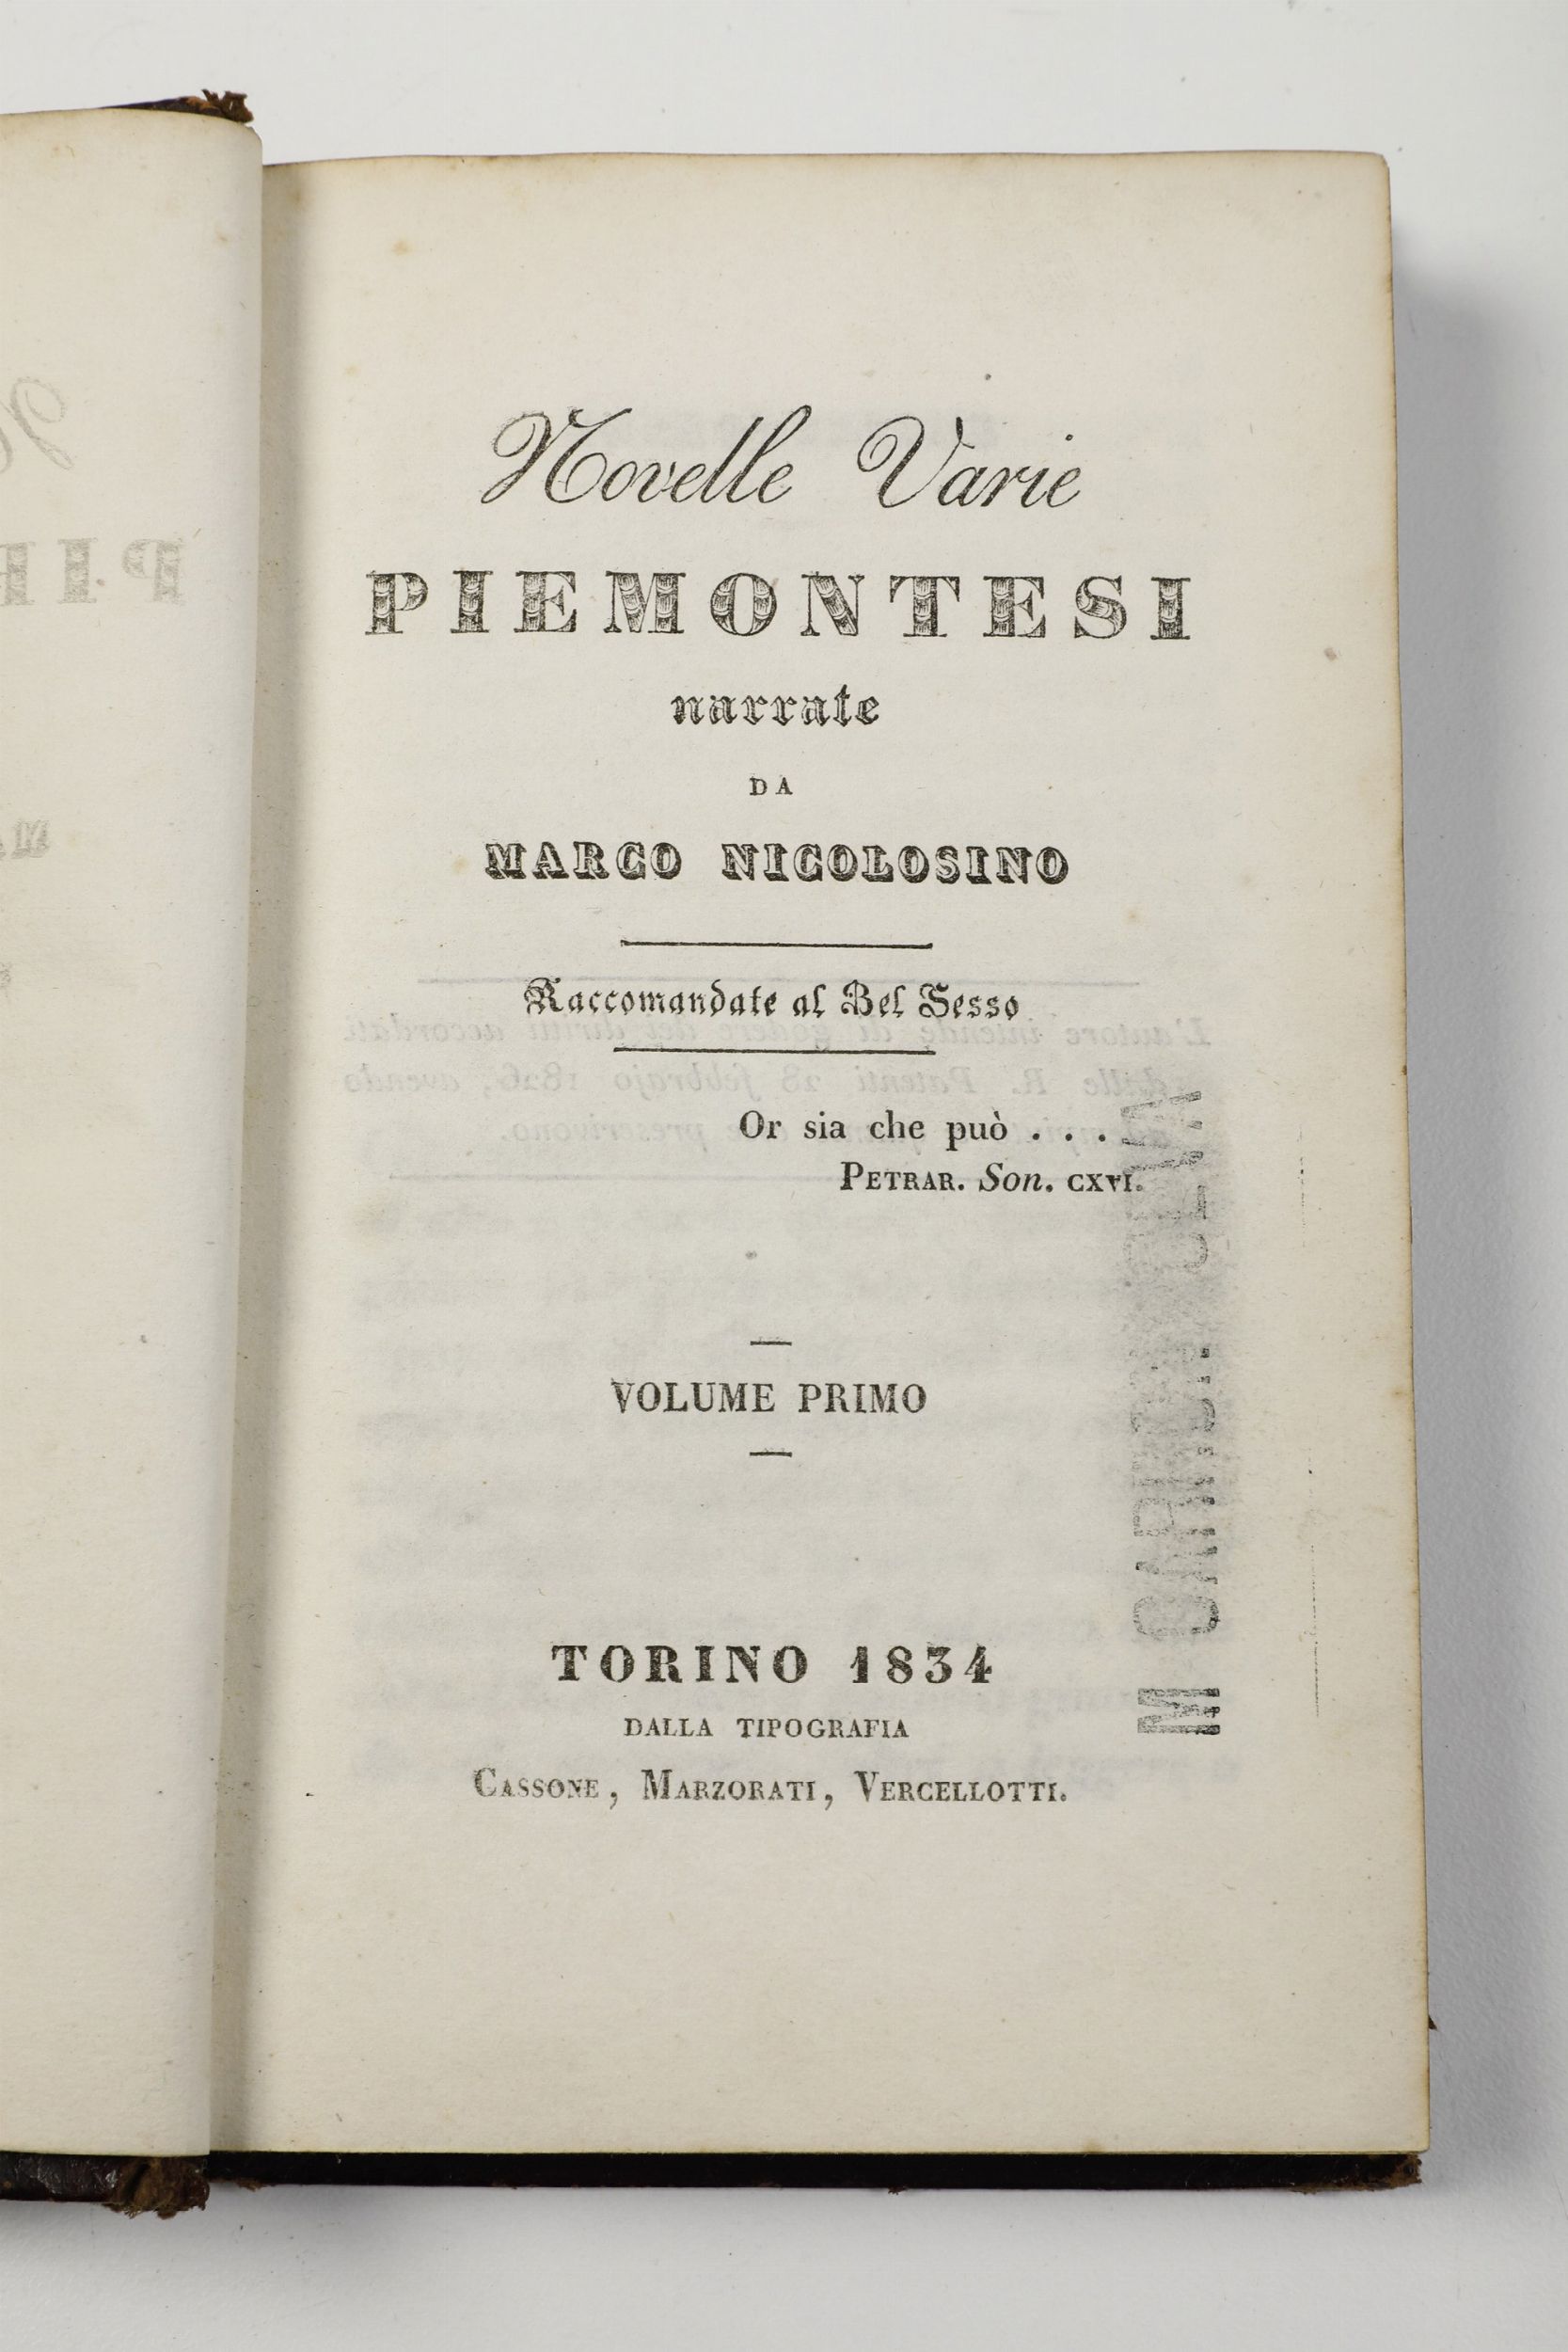 Novelle Varie
PIEMONTESI
narrate
DA
MARCO NICOLOSINO
Raccomandate al Bel Sesso
Or sia che può . . .
PETRAR. Son. CXVI.
VOLUME PRIMO
TORINO 1834
DALLA TIPOGRAFIA
CASSONE, MARZORATI, VERCELLOTTI.